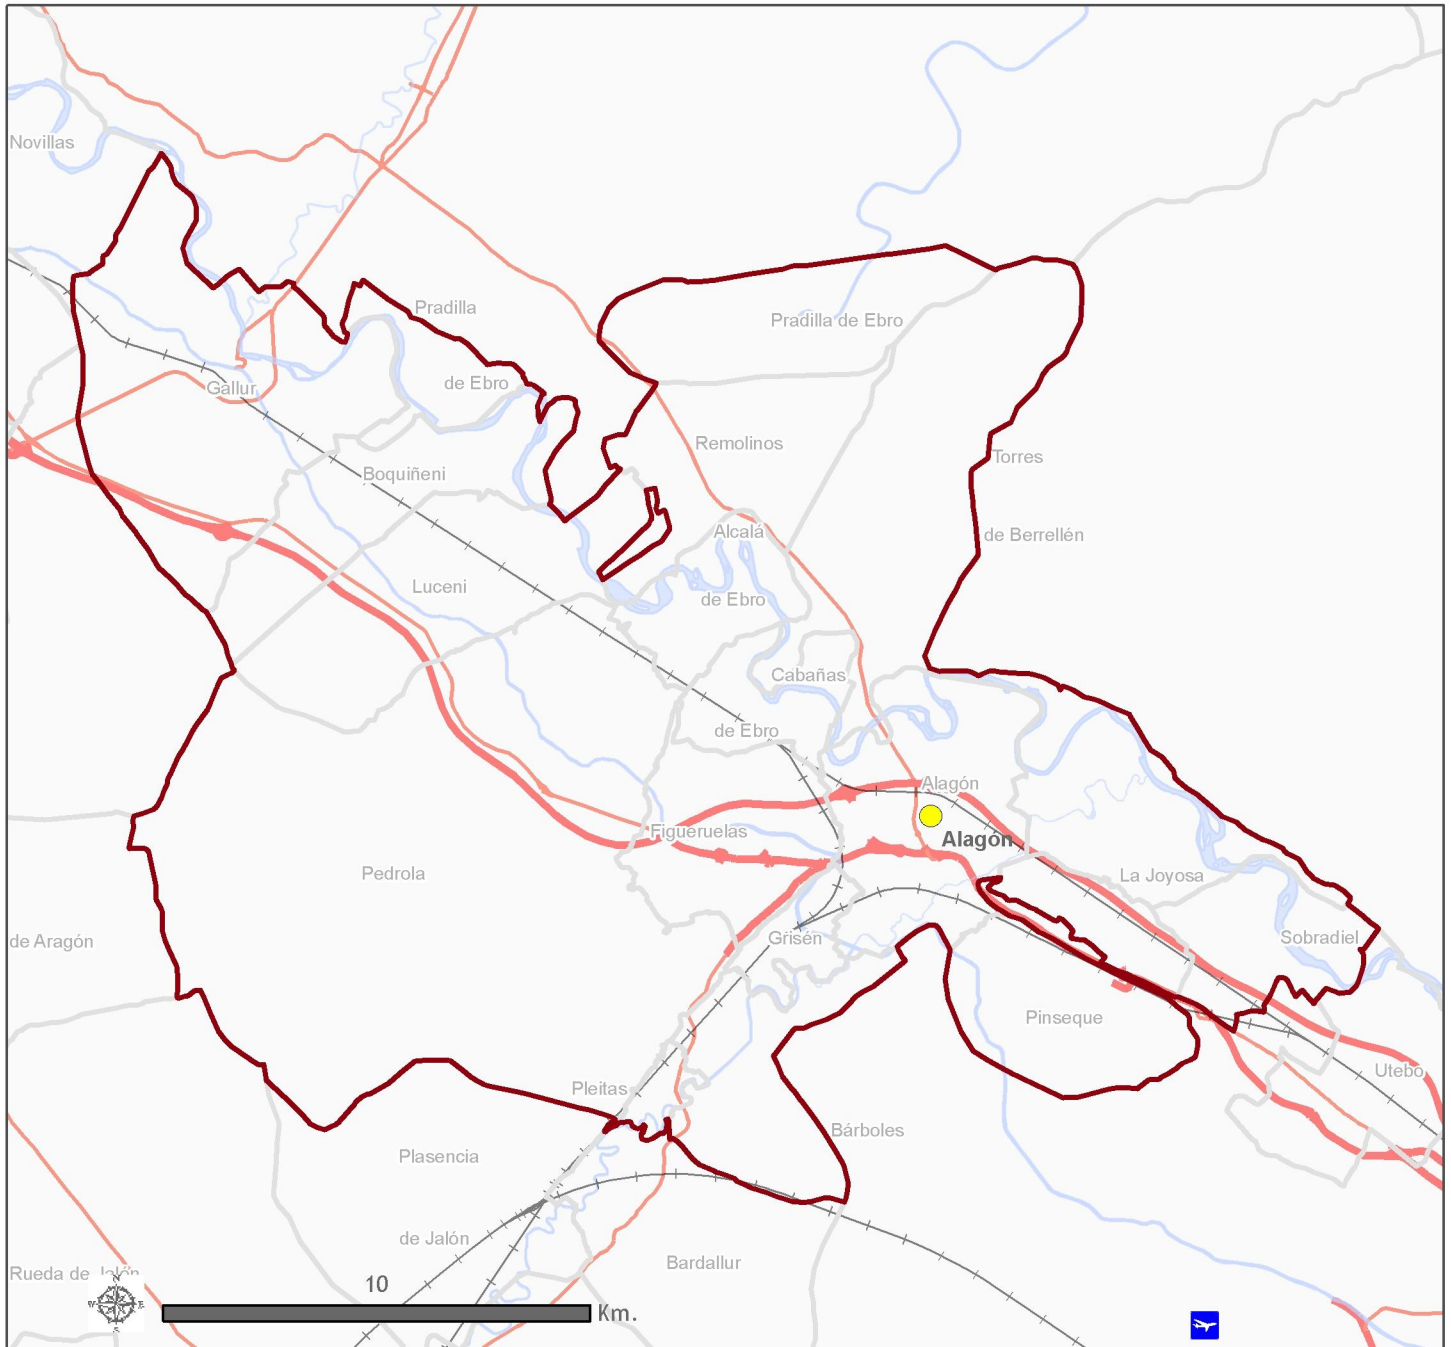 Novillas
Pradilla
de Ebro
Pradilla de Ebro
Gallur
Remolinos
Boquiñeni
Torres
de Berrellén
Alcalá
de Ebro
Luceni
Cabañas
de Ebro
Alagón
Figueruelas
Alagón
Pedrola
La Joyosa
de Aragón
Grisén
Sobradiel
Pinseque
Pleitas
Utebo
Bárboles
Plasencia
de Jalón
Bardallur
Rueda de Jalón
N
W E
S
10
Km.